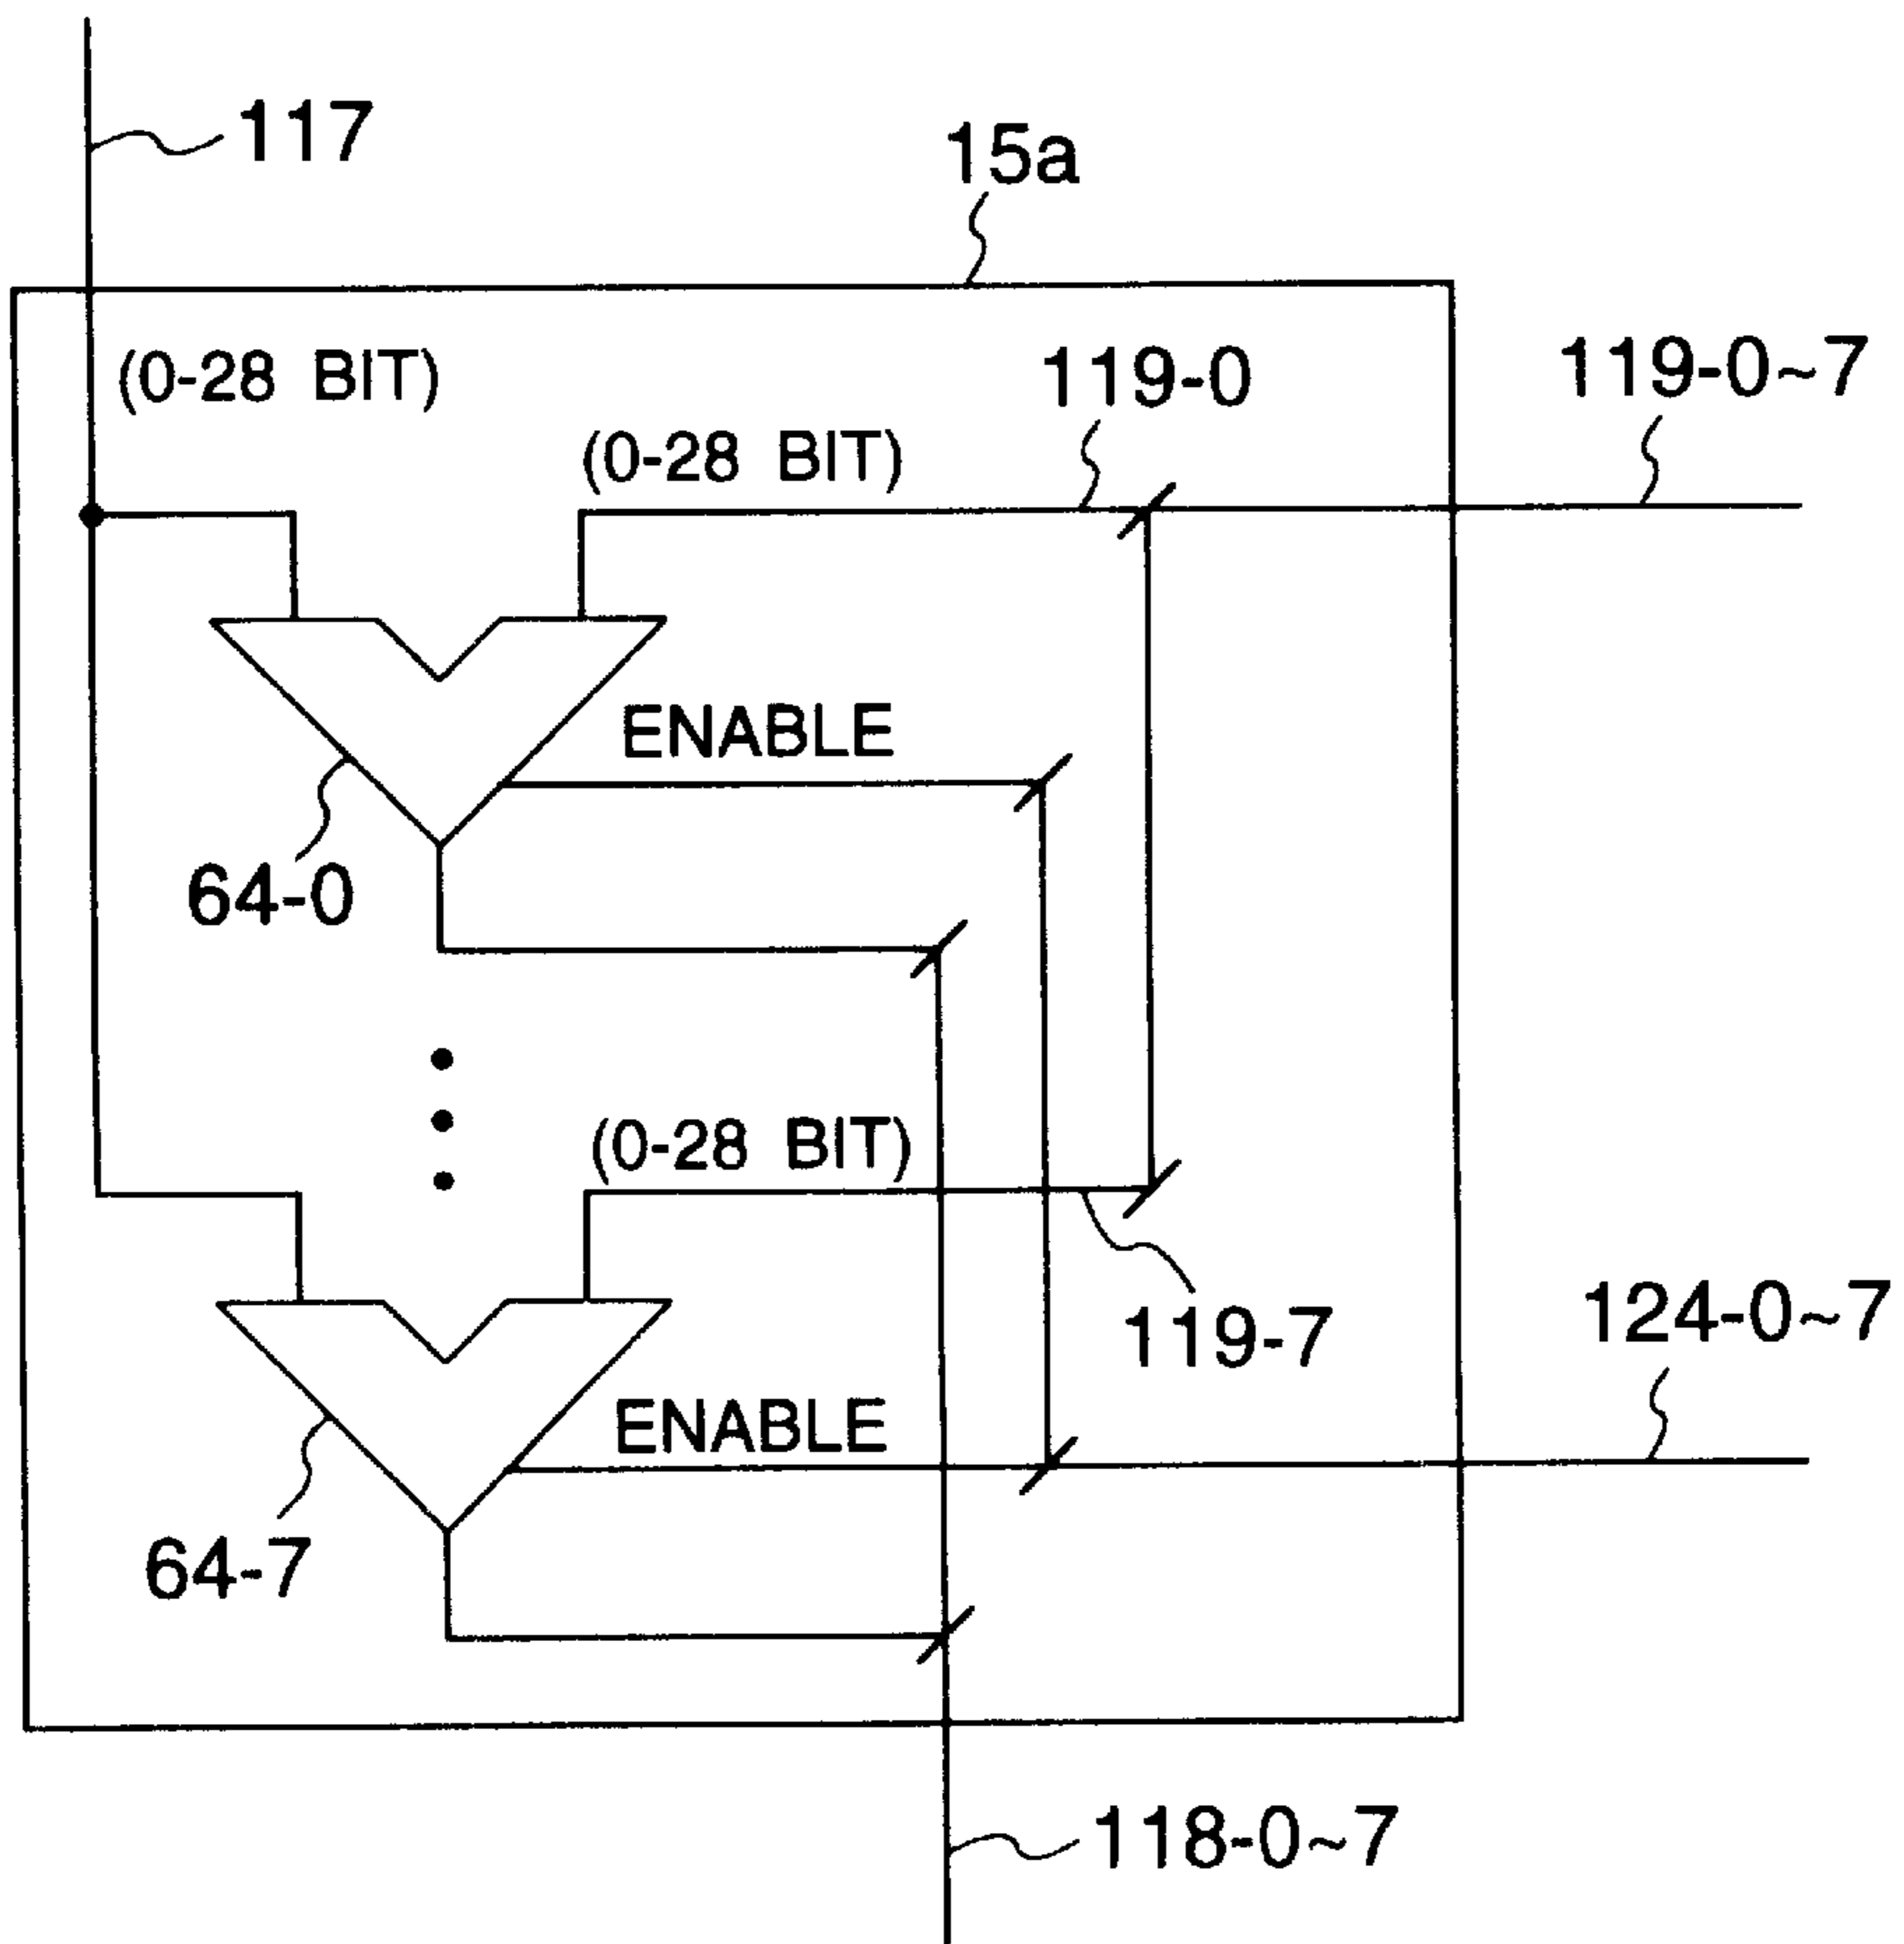 117
15a
(0-28 BIT)
119-0
119-0~7
(0-28 BIT)
ENABLE
64-0
(0-28 BIT)
119-7
124-0~7
ENABLE
64-7
118-0~7